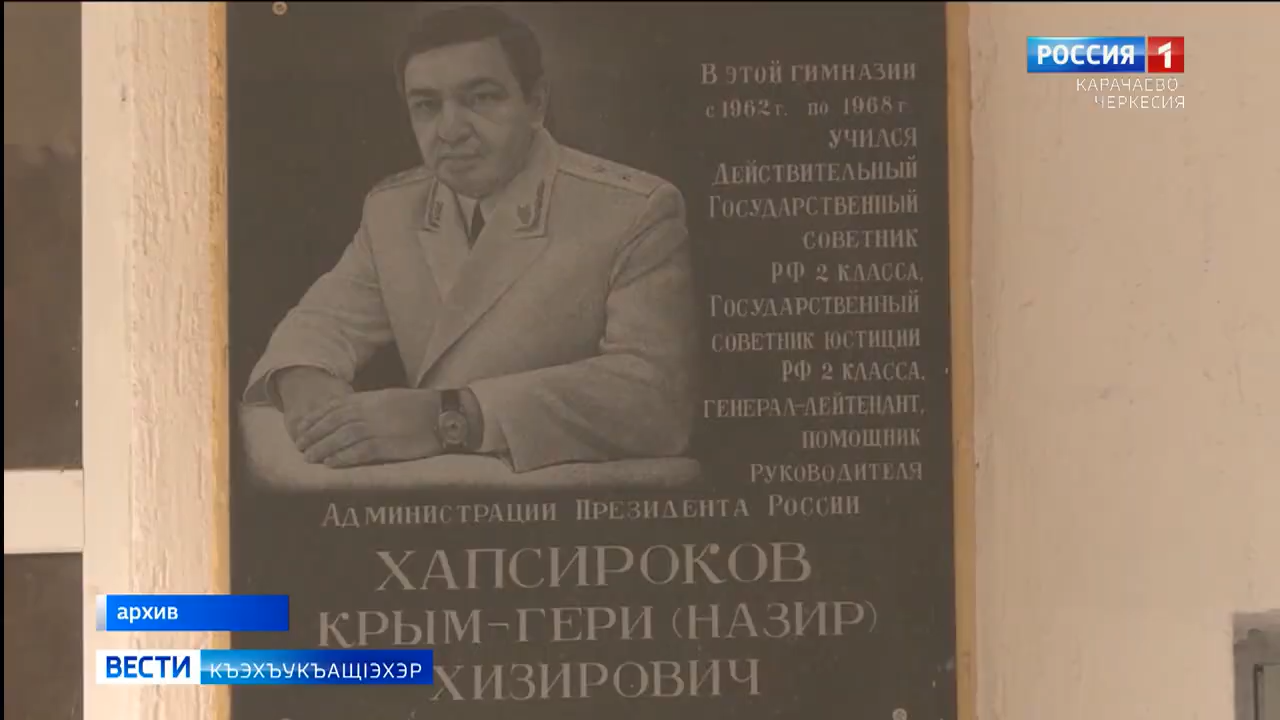 РОССИЯ 1
КАРАЧАЕВО
ЧЕРКЕСИЯ
В ЭТОЙ ГИМНАЗИИ
с 1962 г. по 1968 г.
УЧИЛСЯ
ДЕЙСТВИТЕЛЬНЫЙ
ГОСУДАРСТВЕННЫЙ
СОВЕТНИК
РФ 2 КЛАССА,
ГОСУДАРСТВЕННЫЙ
СОВЕТНИК ЮСТИЦИИ
РФ 2 КЛАССА,
ГЕНЕРАЛ-ЛЕЙТЕНАНТ,
ПОМОЩНИК
РУКОВОДИТЕЛЯ
АДМИНИСТРАЦИИ ПРЕЗИДЕНТА РОССИИ
ХАПСИРОКОВ
КРЫМ-ГЕРИ (НАЗИР)
ХИЗИРОВИЧ
архив
ВЕСТИ КЪЭХЪУКЪАЩIЭХЭР